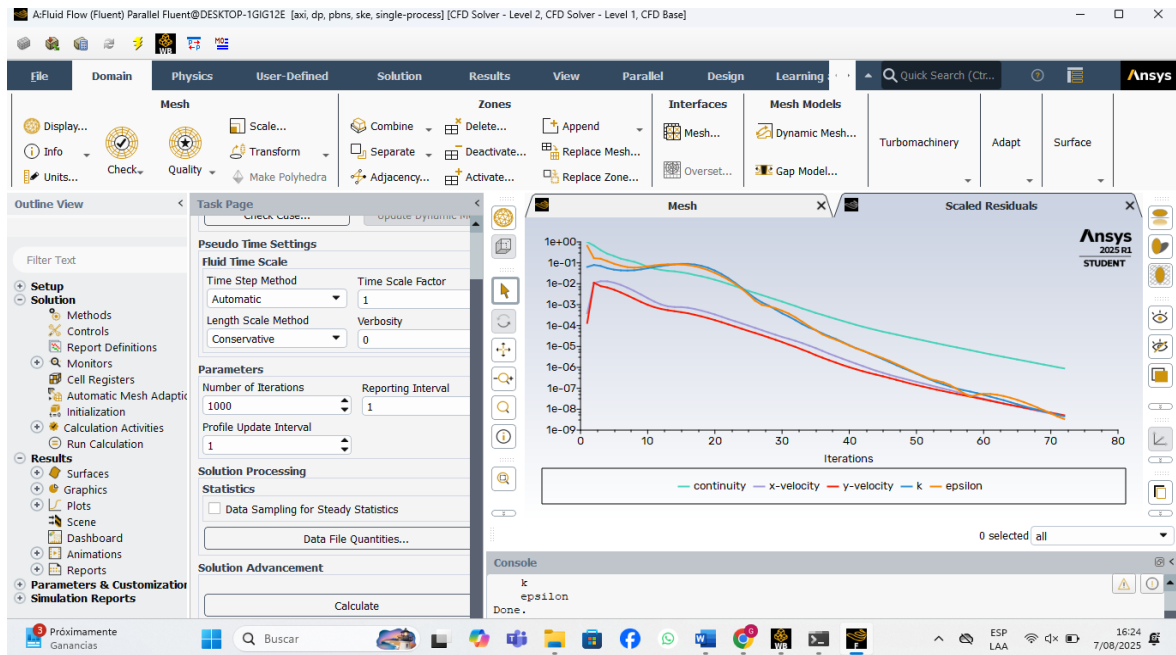 A:Fluid Flow (Fluent) Parallel Fluent@DESKTOP-1GIG12E [axi, dp, pbns, ske, single-process] [CFD Solver - Level 2, CFD Solver - Level 1, CFD Base]
WB
File Domain Physics User-Defined Solution Results View Parallel Design Learning Quick Search (Ctr... Ansys
Mesh Zones Interfaces Mesh Models
Display... Scale... Combine Delete... Append Mesh... Dynamic Mesh...
Info Check Quality Transform Separate Deactivate... Replace Mesh... Turbomachinery Adapt Surface
Units... Make Polyhedra Adjacency... Activate... Replace Zone... Overset... Gap Model...
Outline View
Filter Text
Setup
Solution
Methods
Controls
Report Definitions
Monitors
Cell Registers
Automatic Mesh Adaptic
Initialization
Calculation Activities
Run Calculation
Results
Surfaces
Graphics
Plots
Scene
Dashboard
Animations
Reports
Parameters & Customization
Simulation Reports
Task Page
Check Case... Update Dynamic M
Pseudo Time Settings
Fluid Time Scale
Time Step Method Time Scale Factor
Automatic 1
Length Scale Method Verbosity
Conservative 0
Parameters
Number of Iterations Reporting Interval
1000 1
Profile Update Interval
1
Solution Processing
Statistics
Data Sampling for Steady Statistics
Data File Quantities...
Solution Advancement
Calculate
Mesh Scaled Residuals
Ansys
2025 R1
STUDENT
1e+00
1e-01
1e-02
1e-03
1e-04
1e-05
1e-06
1e-07
1e-08
1e-09
0 10 20 30 40 50 60 70 80
Iterations
continuity x-velocity y-velocity k epsilon
0 selected all
Console
k
epsilon
Done.
3 Próximamente
Ganancias
Buscar
ESP
LAA
16:24
7/08/2025